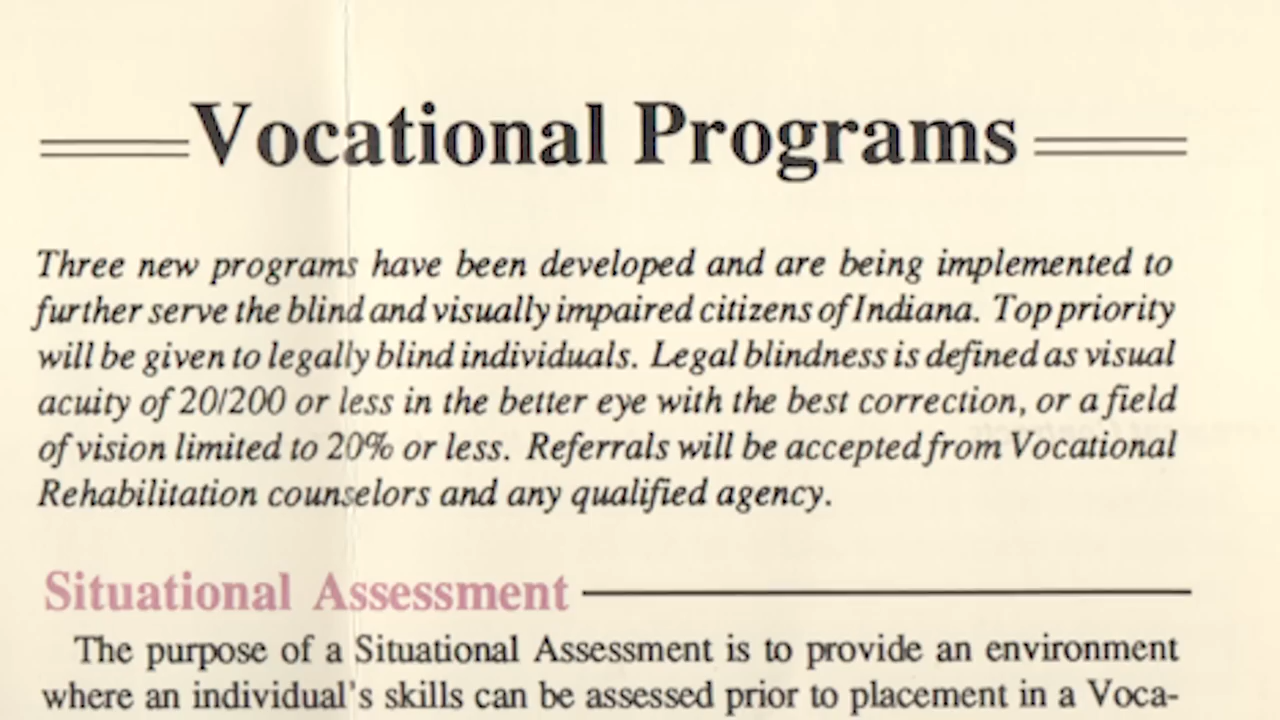 Vocational Programs
Three new programs have been developed and are being implemented to
further serve the blind and visually impaired citizens of Indiana. Top priority
will be given to legally blind individuals. Legal blindness is defined as visual
acuity of 20/200 or less in the better eye with the best correction, or a field
of vision limited to 20% or less. Referrals will be accepted from Vocational
Rehabilitation counselors and any qualified agency.
Situational Assessment
The purpose of a Situational Assessment is to provide an environment
where an individual's skills can be assessed prior to placement in a Voca-